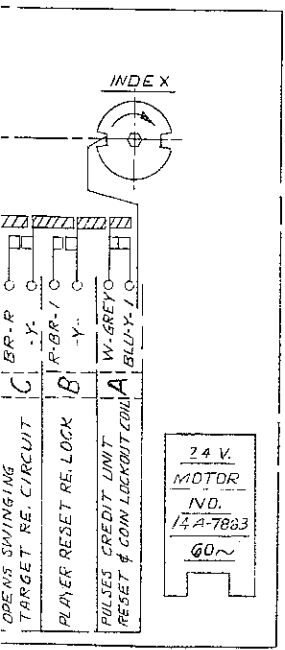 INDEX
BR-R
-Y-
R-BR-1
-Y-
W-GREY
BLU-Y-1
C
B
A
OPENS SWINGING
TARGET RE. CIRCUIT
PLAYER RESET RE. LOCK
PULSES CREDIT UNIT
RESET & COIN LOCKOUT COIL
24 V.
MOTOR
NO.
14A-7883
60~